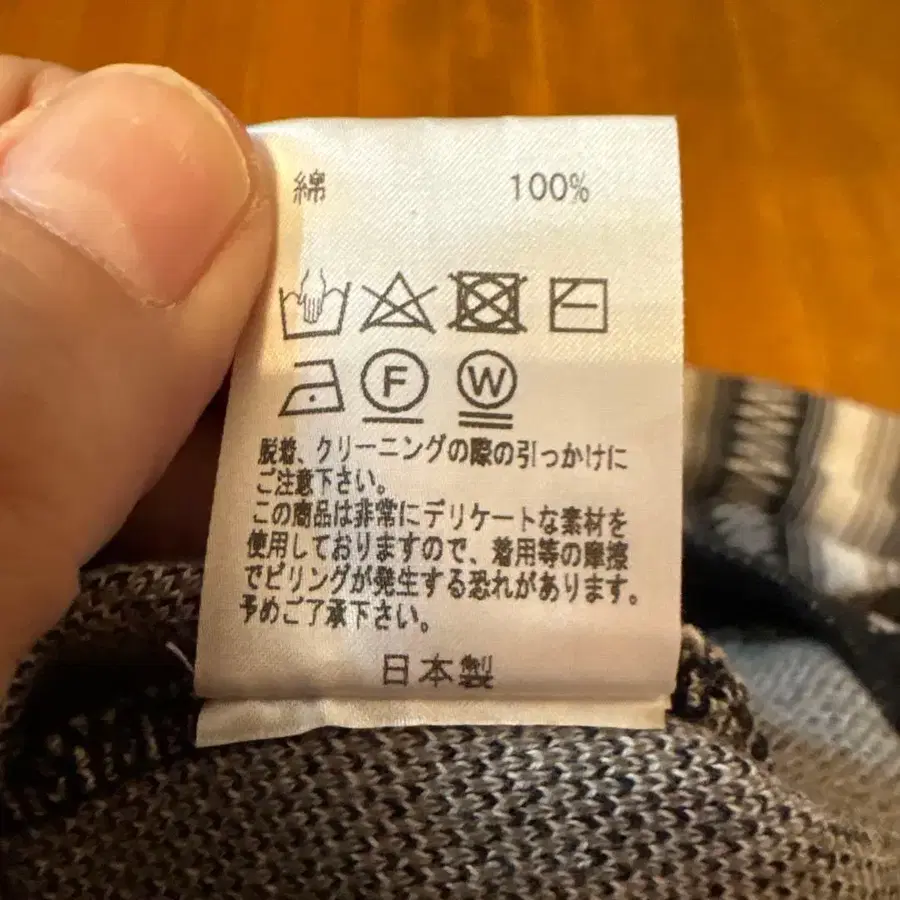 綿 100%
F W
脱着、クリーニングの際の引っかけに
ご注意下さい。
この商品は非常にデリケートな素材を
使用しておりますので、着用等の摩擦
でピリングが発生する恐れがあります。
予めご了承下さい。
日本製